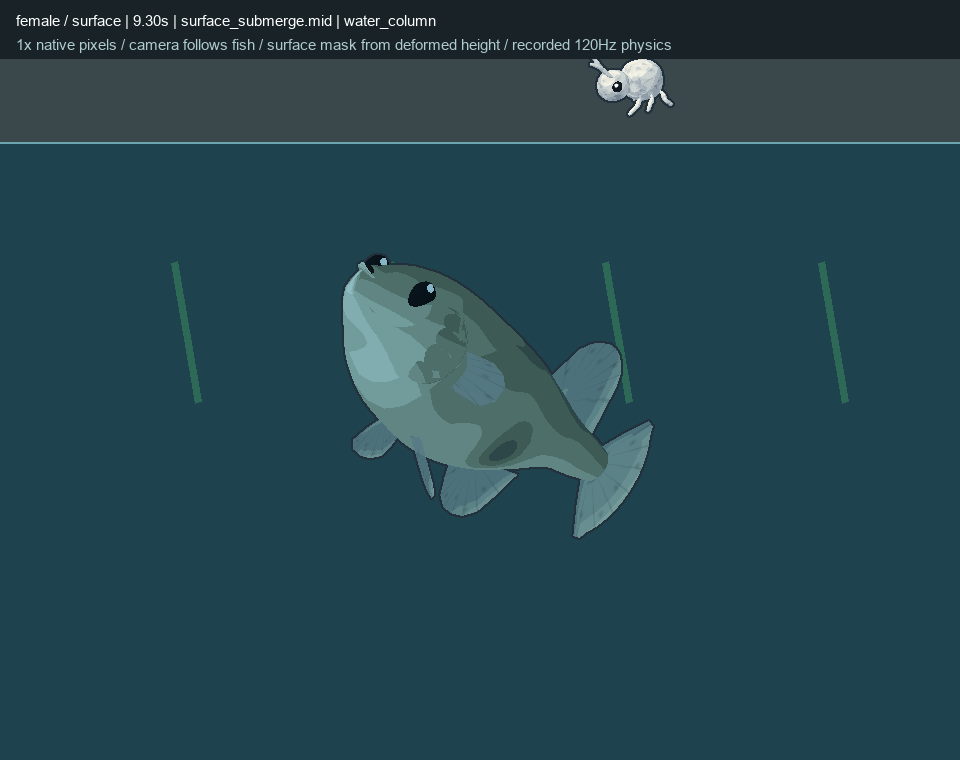 female / surface | 9.30s | surface_submerge.mid | water_column
1x native pixels / camera follows fish / surface mask from deformed height / recorded 120Hz physics